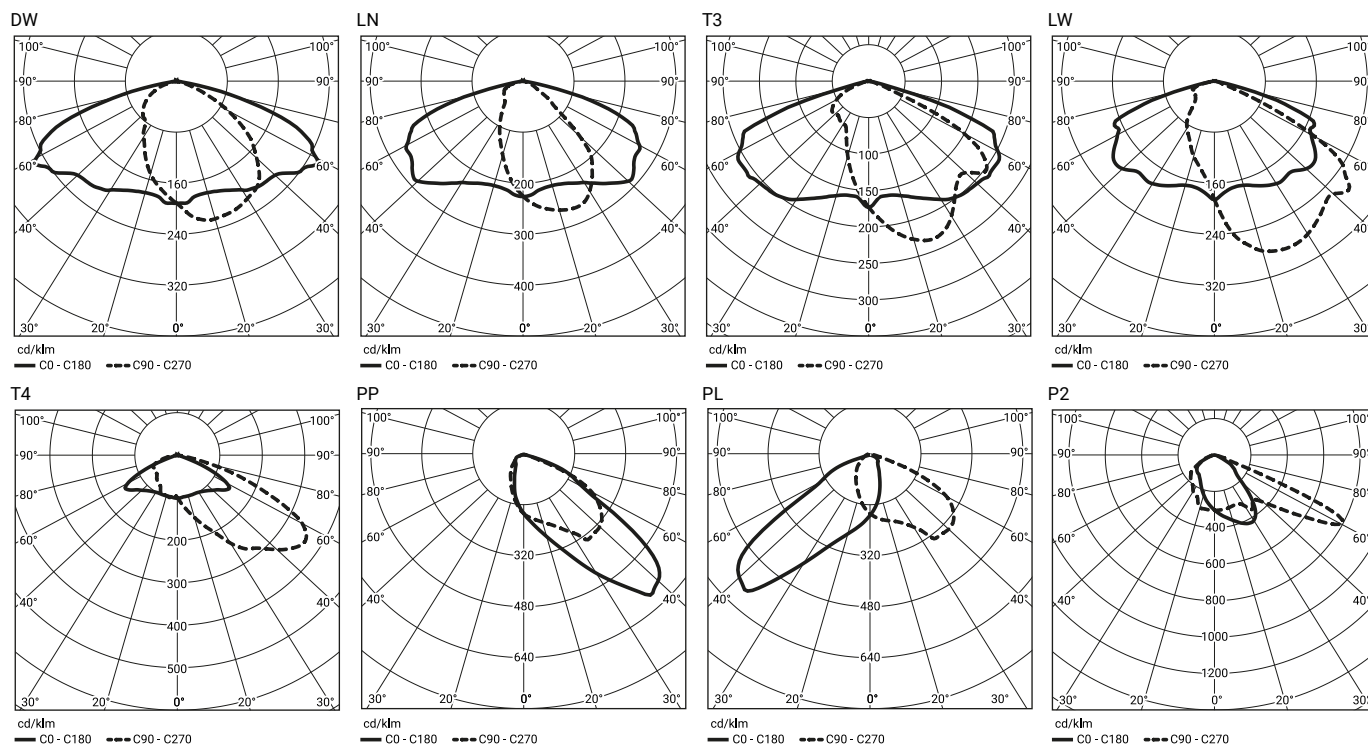 DW LN T3 LW
100° 100° 100° 100° 100° 100° 100° 100°
90° 90° 90° 90° 90° 90° 90° 90°
80° 80° 80° 80° 80° 80° 80° 80°
100
60° 60° 60° 60° 60° 60° 60° 60°
160 200 150 160
40° 240 40° 40° 300 40° 40° 200 40° 40° 240 40°
250
320 400 300 320
30° 20° 0° 20° 30° 30° 20° 0° 20° 30° 30° 20° 0° 20° 30° 30° 20° 0° 20° 30°
cd/klm cd/klm cd/klm cd/klm
C0 - C180 C90 - C270 C0 - C180 C90 - C270 C0 - C180 C90 - C270 C0 - C180 C90 - C270
T4 PP PL P2
100° 100° 100° 100° 100° 100° 100° 100°
90° 90° 90° 90° 90° 90° 90° 90°
80° 80° 80° 80° 80° 80° 80° 80°
400
60° 200 60° 60° 320 60° 60° 320 60° 60° 600 60°
300
40° 400 40° 40° 480 40° 40° 480 40° 40° 800 40°
1000
500 640 640 1200
30° 20° 0° 20° 30° 30° 20° 0° 20° 30° 30° 20° 0° 20° 30° 30° 20° 0° 20° 30°
cd/klm cd/klm cd/klm cd/klm
C0 - C180 C90 - C270 C0 - C180 C90 - C270 C0 - C180 C90 - C270 C0 - C180 C90 - C270